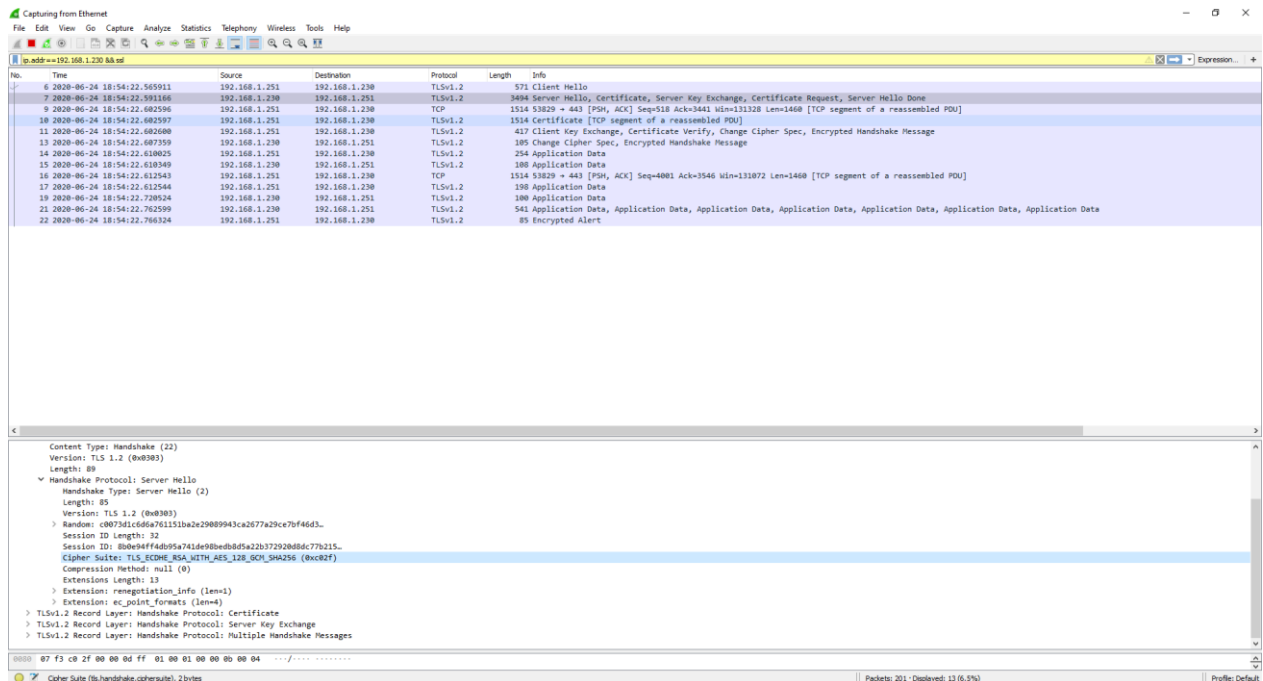 Capturing from Ethernet
File Edit View Go Capture Analyze Statistics Telephony Wireless Tools Help
ip.addr==192.168.1.230 && ssl
Expression... +
No. Time Source Destination Protocol Length Info
6 2020-06-24 18:54:22.565911 192.168.1.251 192.168.1.230 TLSv1.2 571 Client Hello
7 2020-06-24 18:54:22.591166 192.168.1.230 192.168.1.251 TLSv1.2 3494 Server Hello, Certificate, Server Key Exchange, Certificate Request, Server Hello Done
9 2020-06-24 18:54:22.602596 192.168.1.251 192.168.1.230 TCP 1514 53829 → 443 [PSH, ACK] Seq=518 Ack=3441 Win=131328 Len=1460 [TCP segment of a reassembled PDU]
10 2020-06-24 18:54:22.602597 192.168.1.251 192.168.1.230 TLSv1.2 1514 Certificate [TCP segment of a reassembled PDU]
11 2020-06-24 18:54:22.602600 192.168.1.251 192.168.1.230 TLSv1.2 417 Client Key Exchange, Certificate Verify, Change Cipher Spec, Encrypted Handshake Message
13 2020-06-24 18:54:22.607359 192.168.1.230 192.168.1.251 TLSv1.2 105 Change Cipher Spec, Encrypted Handshake Message
14 2020-06-24 18:54:22.610025 192.168.1.251 192.168.1.230 TLSv1.2 254 Application Data
15 2020-06-24 18:54:22.610349 192.168.1.230 192.168.1.251 TLSv1.2 108 Application Data
16 2020-06-24 18:54:22.612543 192.168.1.251 192.168.1.230 TCP 1514 53829 → 443 [PSH, ACK] Seq=4001 Ack=3546 Win=131072 Len=1460 [TCP segment of a reassembled PDU]
17 2020-06-24 18:54:22.612544 192.168.1.251 192.168.1.230 TLSv1.2 198 Application Data
19 2020-06-24 18:54:22.720524 192.168.1.230 192.168.1.251 TLSv1.2 100 Application Data
21 2020-06-24 18:54:22.762599 192.168.1.230 192.168.1.251 TLSv1.2 541 Application Data, Application Data, Application Data, Application Data, Application Data, Application Data, Application Data
22 2020-06-24 18:54:22.766324 192.168.1.251 192.168.1.230 TLSv1.2 85 Encrypted Alert
Content Type: Handshake (22)
Version: TLS 1.2 (0x0303)
Length: 89
Handshake Protocol: Server Hello
Handshake Type: Server Hello (2)
Length: 85
Version: TLS 1.2 (0x0303)
Random: c0073d1c6d6a761151ba2e29089943ca2677a29ce7bf46d3…
Session ID Length: 32
Session ID: 8b0e94ff4db95a741de98bedb8d5a22b372920d8dc77b215…
Cipher Suite: TLS_ECDHE_RSA_WITH_AES_128_GCM_SHA256 (0xc02f)
Compression Method: null (0)
Extensions Length: 13
Extension: renegotiation_info (len=1)
Extension: ec_point_formats (len=4)
TLSv1.2 Record Layer: Handshake Protocol: Certificate
TLSv1.2 Record Layer: Handshake Protocol: Server Key Exchange
TLSv1.2 Record Layer: Handshake Protocol: Multiple Handshake Messages
0080 07 f3 c0 2f 00 00 0d ff 01 00 01 00 00 0b 00 04 ···/···· ········
Cipher Suite (tls.handshake.ciphersuite), 2 bytes
Packets: 201 · Displayed: 13 (6.5%)
Profile: Default